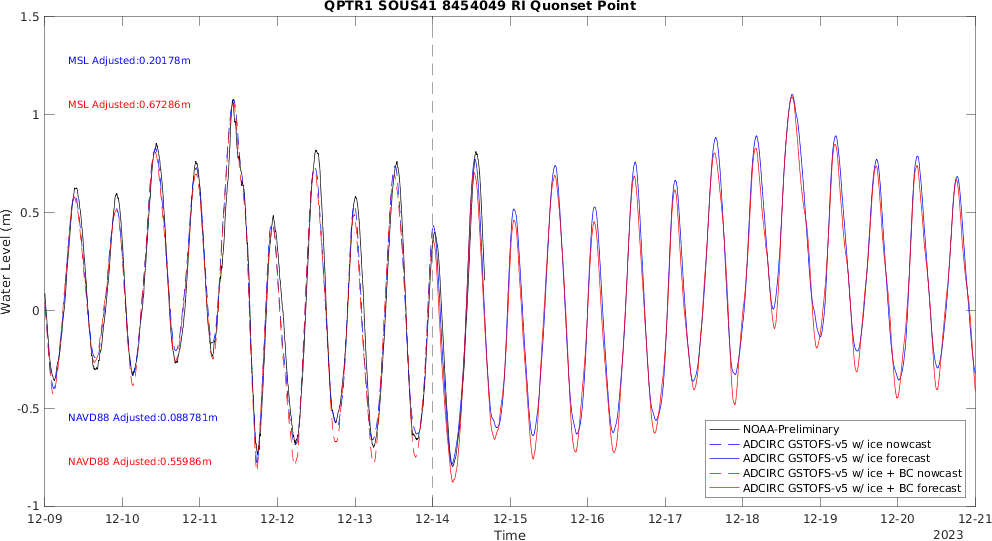 QPTR1 SOUS41 8454049 RI Quonset Point
1.5
1
0.5
0
-0.5
-1
Water Level (m)
MSL Adjusted:0.20178m
MSL Adjusted:0.67286m
NAVD88 Adjusted:0.088781m
NAVD88 Adjusted:0.55986m
NOAA-Preliminary
ADCIRC GSTOFS-v5 w/ ice nowcast
ADCIRC GSTOFS-v5 w/ ice forecast
ADCIRC GSTOFS-v5 w/ ice + BC nowcast
ADCIRC GSTOFS-v5 w/ ice + BC forecast
12-09 12-10 12-11 12-12 12-13 12-14 12-15 12-16 12-17 12-18 12-19 12-20 12-21
Time
2023